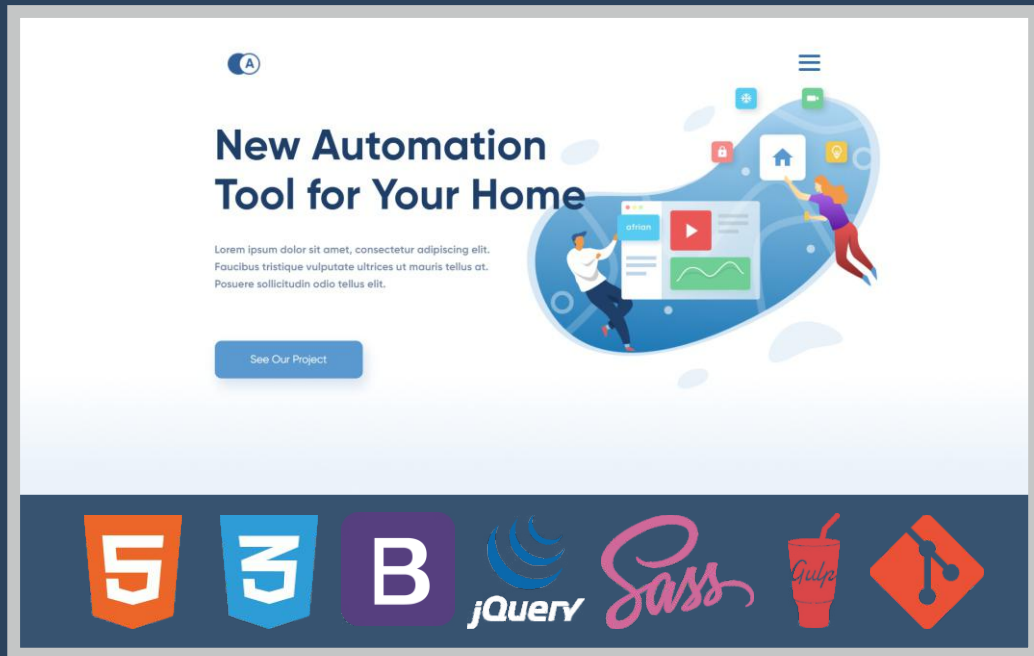 A
New Automation
Tool for Your Home
Lorem ipsum dolor sit amet, consectetur adipiscing elit.
Faucibus tristique vulputate ultrices ut mauris tellus at.
Posuere sollicitudin odio tellus elit.
afrion
See Our Project
5
3
B
jQuery
Sass
Gulp